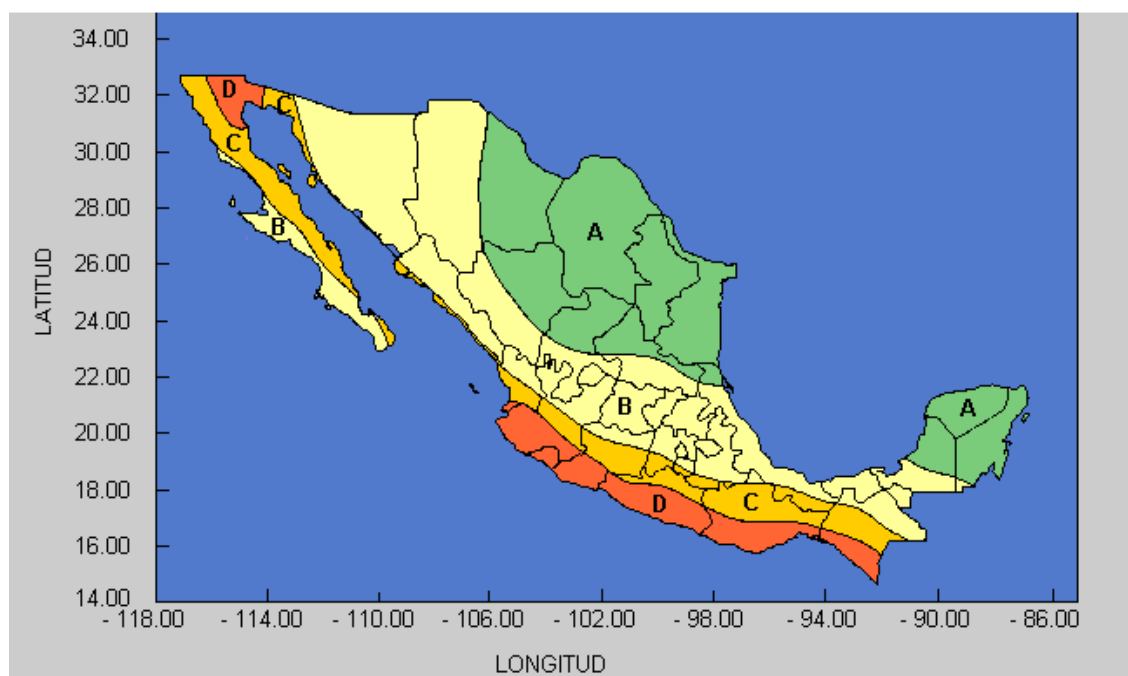 34.00
32.00
30.00
28.00
26.00
24.00
22.00
20.00
18.00
16.00
14.00
LATITUD
D
C
C
B
A
A
B
C
D
- 118.00 - 114.00 - 110.00 - 106.00 - 102.00 - 98.00 - 94.00 - 90.00 - 86.00
LONGITUD